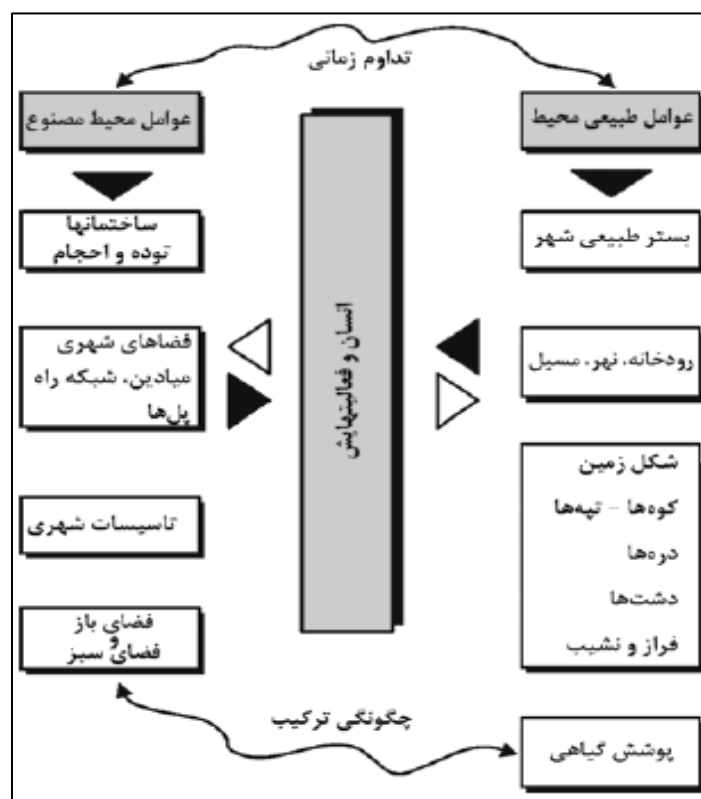 تداوم زمانی
عوامل طبیعی محیط
بستر طبیعی شهر
رودخانه، نهر، مسیل
شکل زمین
کوه‌ها - تپه‌ها
دره‌ها
دشت‌ها
فراز و نشیب
پوشش گیاهی
انسان و فعالیتهایش
عوامل محیط مصنوع
ساختمانها
توده و احجام
فضاهای شهری
میادین، شبکه راه
پل‌ها
تاسیسات شهری
فضای باز
و
فضای سبز
چگونگی ترکیب